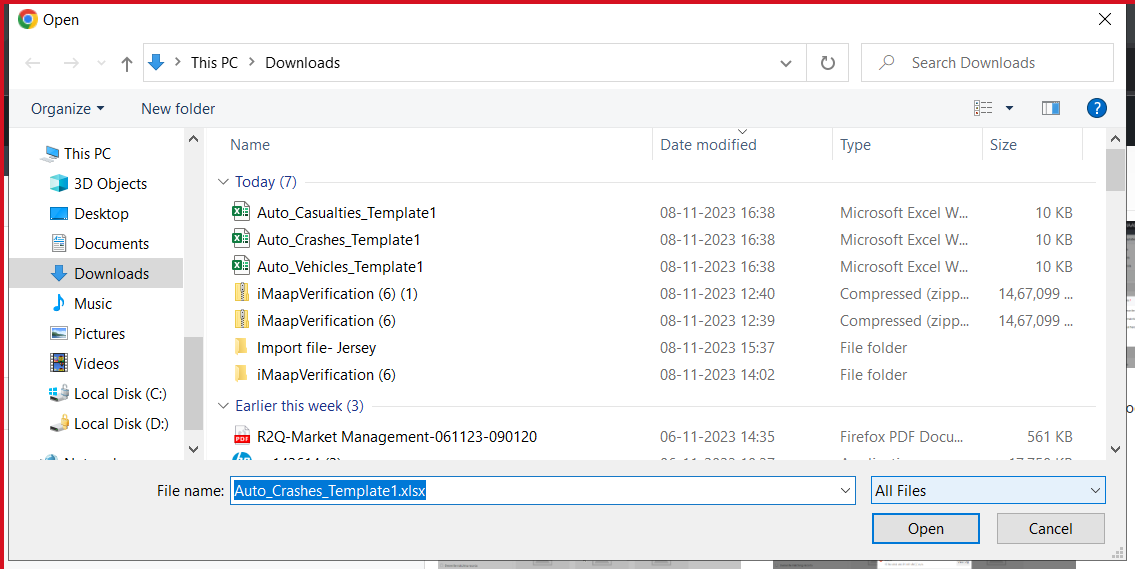 Open
This PC > Downloads
Search Downloads
Organize New folder
?
Name Date modified Type Size
This PC
3D Objects
Desktop
Documents
Downloads
Music
Pictures
Videos
Local Disk (C:)
Local Disk (D:)
Today (7)
Auto_Casualties_Template1 08-11-2023 16:38 Microsoft Excel W... 10 KB
Auto_Crashes_Template1 08-11-2023 16:38 Microsoft Excel W... 10 KB
Auto_Vehicles_Template1 08-11-2023 16:38 Microsoft Excel W... 10 KB
iMaapVerification (6) (1) 08-11-2023 12:40 Compressed (zipp... 14,67,099 ...
iMaapVerification (6) 08-11-2023 12:39 Compressed (zipp... 14,67,099 ...
Import file- Jersey 08-11-2023 15:37 File folder
iMaapVerification (6) 08-11-2023 14:02 File folder
Earlier this week (3)
R2Q-Market Management-061123-090120 06-11-2023 14:35 Firefox PDF Docu... 561 KB
PDF
File name: Auto_Crashes_Template1.xlsx All Files
Open Cancel